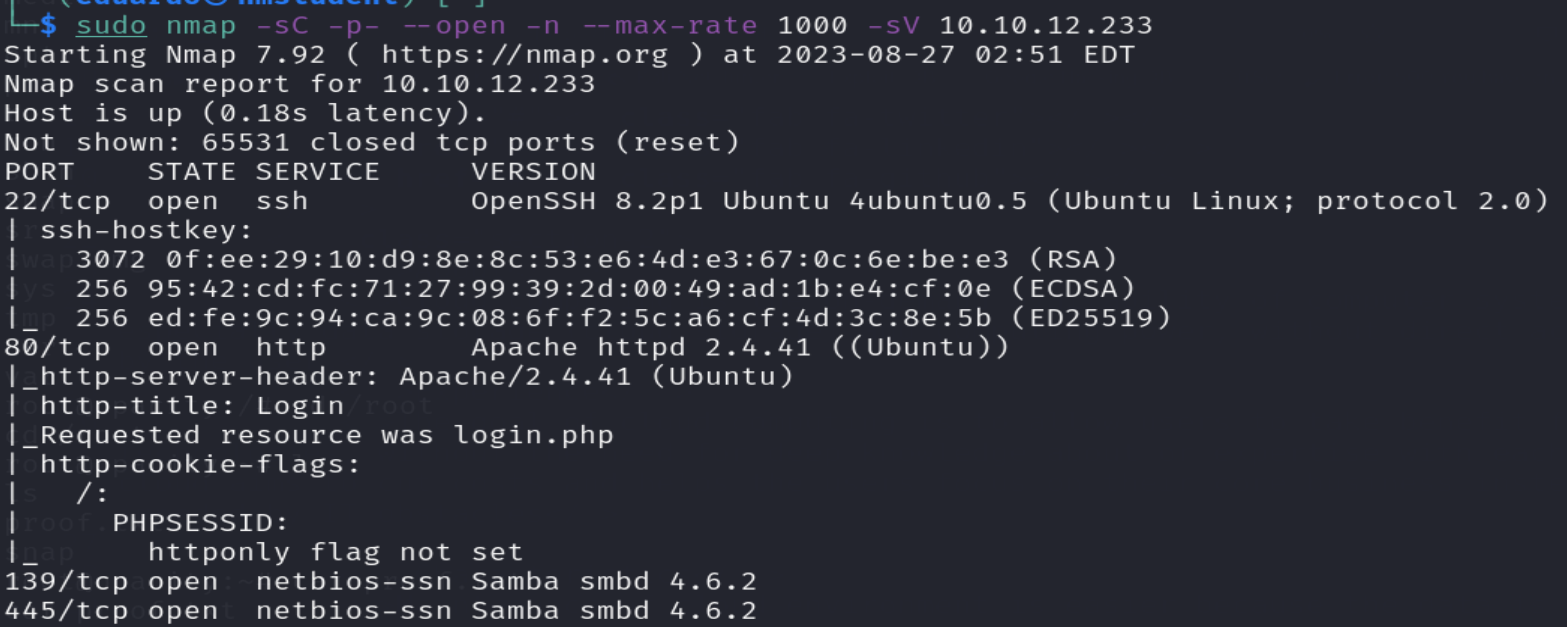 └─$ sudo nmap -sC -p- --open -n --max-rate 1000 -sV 10.10.12.233
Starting Nmap 7.92 ( https://nmap.org ) at 2023-08-27 02:51 EDT
Nmap scan report for 10.10.12.233
Host is up (0.18s latency).
Not shown: 65531 closed tcp ports (reset)
PORT    STATE SERVICE     VERSION
22/tcp  open  ssh         OpenSSH 8.2p1 Ubuntu 4ubuntu0.5 (Ubuntu Linux; protocol 2.0)
| ssh-hostkey:
|   3072 0f:ee:29:10:d9:8e:8c:53:e6:4d:e3:67:0c:6e:be:e3 (RSA)
|   256 95:42:cd:fc:71:27:99:39:2d:00:49:ad:1b:e4:cf:0e (ECDSA)
|_  256 ed:fe:9c:94:ca:9c:08:6f:f2:5c:a6:cf:4d:3c:8e:5b (ED25519)
80/tcp  open  http        Apache httpd 2.4.41 ((Ubuntu))
|_http-server-header: Apache/2.4.41 (Ubuntu)
| http-title: Login
|_Requested resource was login.php
| http-cookie-flags:
|   /:
|     PHPSESSID:
|_      httponly flag not set
139/tcp open  netbios-ssn Samba smbd 4.6.2
445/tcp open  netbios-ssn Samba smbd 4.6.2